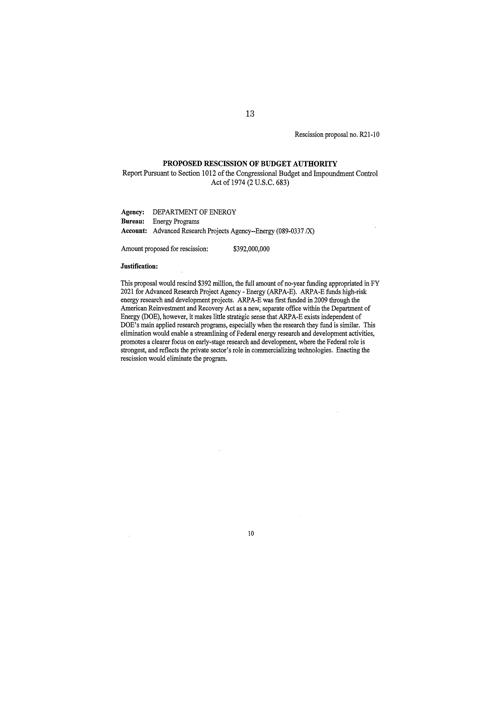 13
Rescission proposal no. R21-10
PROPOSED RESCISSION OF BUDGET AUTHORITY
Report Pursuant to Section 1012 of the Congressional Budget and Impoundment Control
Act of 1974 (2 U.S.C. 683)
Agency: DEPARTMENT OF ENERGY
Bureau: Energy Programs
Account: Advanced Research Projects Agency--Energy (089-0337 /X)
Amount proposed for rescission: $392,000,000
Justification:
This proposal would rescind $392 million, the full amount of no-year funding appropriated in FY
2021 for Advanced Research Project Agency - Energy (ARPA-E). ARPA-E funds high-risk
energy research and development projects. ARPA-E was first funded in 2009 through the
American Reinvestment and Recovery Act as a new, separate office within the Department of
Energy (DOE), however, it makes little strategic sense that ARPA-E exists independent of
DOE's main applied research programs, especially when the research they fund is similar. This
elimination would enable a streamlining of Federal energy research and development activities,
promotes a clearer focus on early-stage research and development, where the Federal role is
strongest, and reflects the private sector's role in commercializing technologies. Enacting the
rescission would eliminate the program.
10